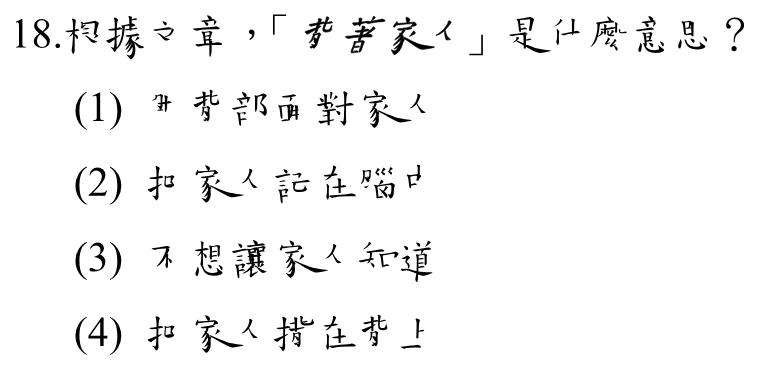 18.根據文章，「背著家人」是什麼意思？
(1) 用背部面對家人
(2) 把家人記在腦中
(3) 不想讓家人知道
(4) 把家人揹在背上